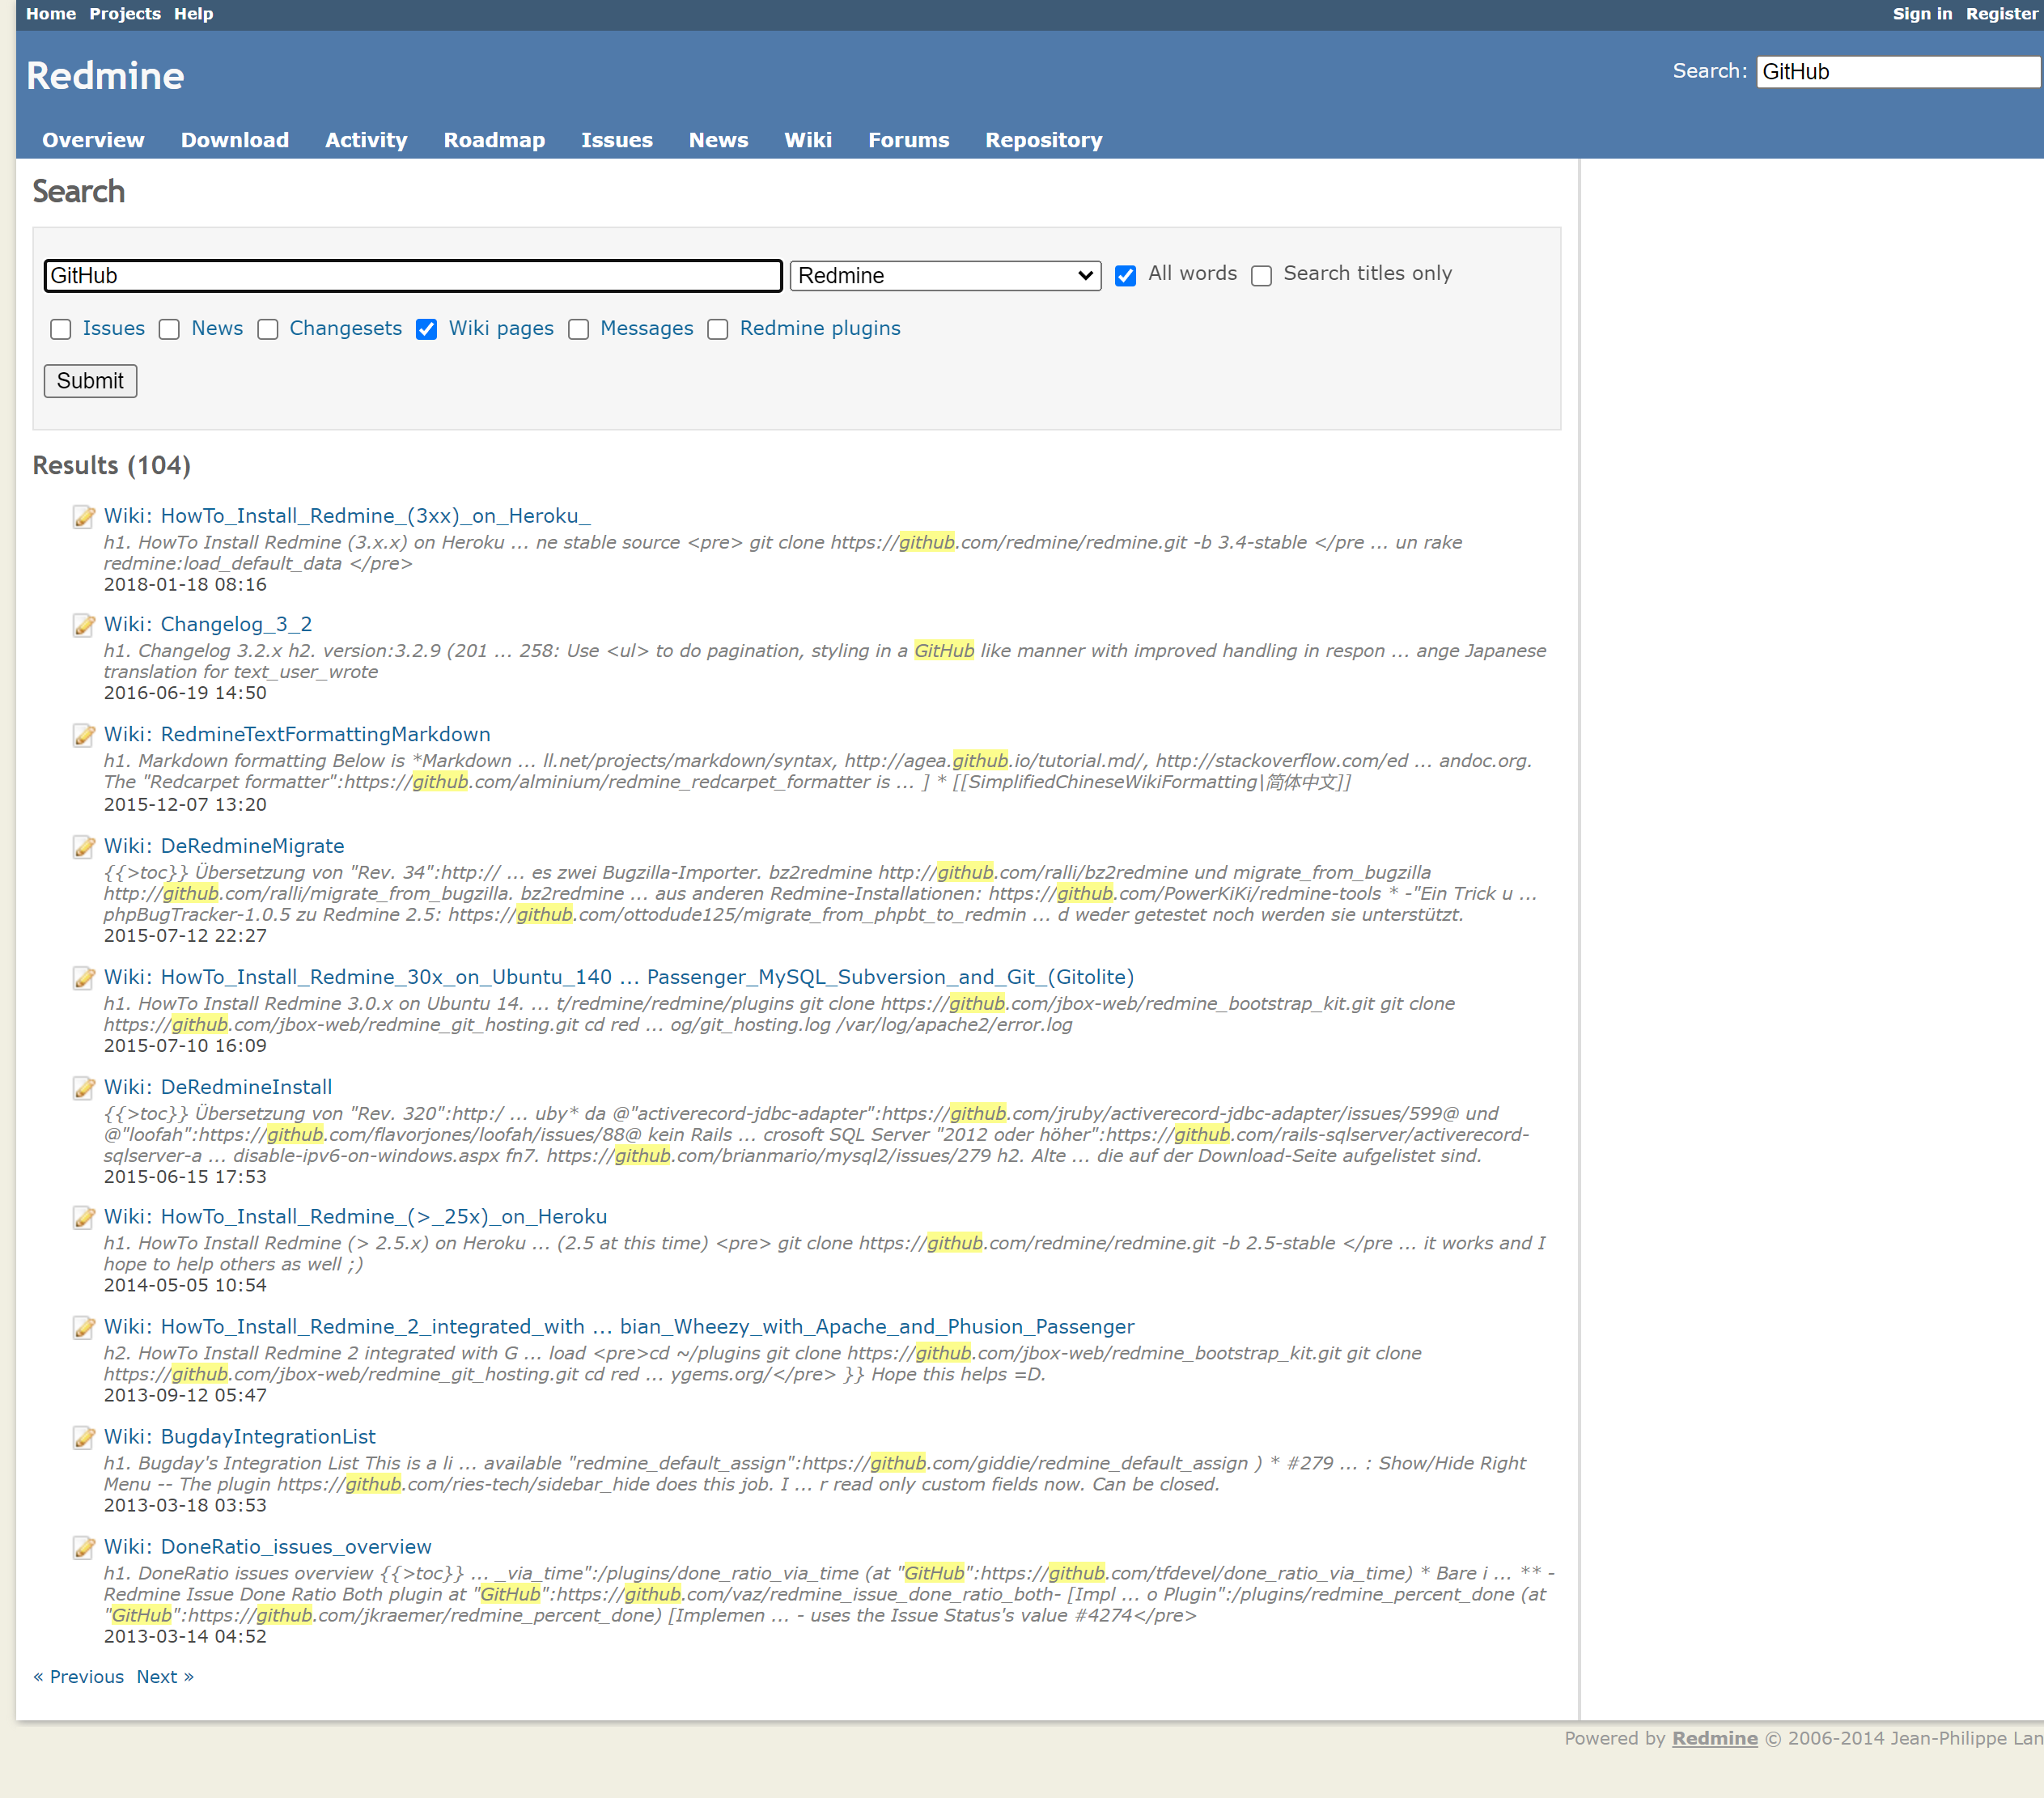 Home Projects Help Sign in Register
Redmine Search: GitHub
Overview Download Activity Roadmap Issues News Wiki Forums Repository
Search
GitHub Redmine All words Search titles only
Issues News Changesets Wiki pages Messages Redmine plugins
Submit
Results (104)
Wiki: HowTo_Install_Redmine_(3xx)_on_Heroku_
h1. HowTo Install Redmine (3.x.x) on Heroku ... ne stable source <pre> git clone https://github.com/redmine/redmine.git -b 3.4-stable </pre ... un rake
redmine:load_default_data </pre>
2018-01-18 08:16
Wiki: Changelog_3_2
h1. Changelog 3.2.x h2. version:3.2.9 (201 ... 258: Use <ul> to do pagination, styling in a GitHub like manner with improved handling in respon ... ange Japanese
translation for text_user_wrote
2016-06-19 14:50
Wiki: RedmineTextFormattingMarkdown
h1. Markdown formatting Below is *Markdown ... ll.net/projects/markdown/syntax, http://agea.github.io/tutorial.md/, http://stackoverflow.com/ed ... andoc.org.
The "Redcarpet formatter":https://github.com/alminium/redmine_redcarpet_formatter is ... ] * [[SimplifiedChineseWikiFormatting|简体中文]]
2015-12-07 13:20
Wiki: DeRedmineMigrate
{{>toc}} Übersetzung von "Rev. 34":http:// ... es zwei Bugzilla-Importer. bz2redmine http://github.com/ralli/bz2redmine und migrate_from_bugzilla
http://github.com/ralli/migrate_from_bugzilla. bz2redmine ... aus anderen Redmine-Installationen: https://github.com/PowerKiKi/redmine-tools * -"Ein Trick u ...
phpBugTracker-1.0.5 zu Redmine 2.5: https://github.com/ottodude125/migrate_from_phpbt_to_redmin ... d weder getestet noch werden sie unterstützt.
2015-07-12 22:27
Wiki: HowTo_Install_Redmine_30x_on_Ubuntu_140 ... Passenger_MySQL_Subversion_and_Git_(Gitolite)
h1. HowTo Install Redmine 3.0.x on Ubuntu 14. ... t/redmine/redmine/plugins git clone https://github.com/jbox-web/redmine_bootstrap_kit.git git clone
https://github.com/jbox-web/redmine_git_hosting.git cd red ... og/git_hosting.log /var/log/apache2/error.log
2015-07-10 16:09
Wiki: DeRedmineInstall
{{>toc}} Übersetzung von "Rev. 320":http:/ ... uby* da @"activerecord-jdbc-adapter":https://github.com/jruby/activerecord-jdbc-adapter/issues/599@ und
@"loofah":https://github.com/flavorjones/loofah/issues/88@ kein Rails ... crosoft SQL Server "2012 oder höher":https://github.com/rails-sqlserver/activerecord-
sqlserver-a ... disable-ipv6-on-windows.aspx fn7. https://github.com/brianmario/mysql2/issues/279 h2. Alte ... die auf der Download-Seite aufgelistet sind.
2015-06-15 17:53
Wiki: HowTo_Install_Redmine_(>_25x)_on_Heroku
h1. HowTo Install Redmine (> 2.5.x) on Heroku ... (2.5 at this time) <pre> git clone https://github.com/redmine/redmine.git -b 2.5-stable </pre ... it works and I
hope to help others as well ;)
2014-05-05 10:54
Wiki: HowTo_Install_Redmine_2_integrated_with ... bian_Wheezy_with_Apache_and_Phusion_Passenger
h2. HowTo Install Redmine 2 integrated with G ... load <pre>cd ~/plugins git clone https://github.com/jbox-web/redmine_bootstrap_kit.git git clone
https://github.com/jbox-web/redmine_git_hosting.git cd red ... ygems.org/</pre> }} Hope this helps =D.
2013-09-12 05:47
Wiki: BugdayIntegrationList
h1. Bugday's Integration List This is a li ... available "redmine_default_assign":https://github.com/giddie/redmine_default_assign ) * #279 ... : Show/Hide Right
Menu -- The plugin https://github.com/ries-tech/sidebar_hide does this job. I ... r read only custom fields now. Can be closed.
2013-03-18 03:53
Wiki: DoneRatio_issues_overview
h1. DoneRatio issues overview {{>toc}} ... _via_time":/plugins/done_ratio_via_time (at "GitHub":https://github.com/tfdevel/done_ratio_via_time) * Bare i ... ** -
Redmine Issue Done Ratio Both plugin at "GitHub":https://github.com/vaz/redmine_issue_done_ratio_both- [Impl ... o Plugin":/plugins/redmine_percent_done (at
"GitHub":https://github.com/jkraemer/redmine_percent_done) [Implemen ... - uses the Issue Status's value #4274</pre>
2013-03-14 04:52
« Previous Next »
Powered by Redmine © 2006-2014 Jean-Philippe Lan